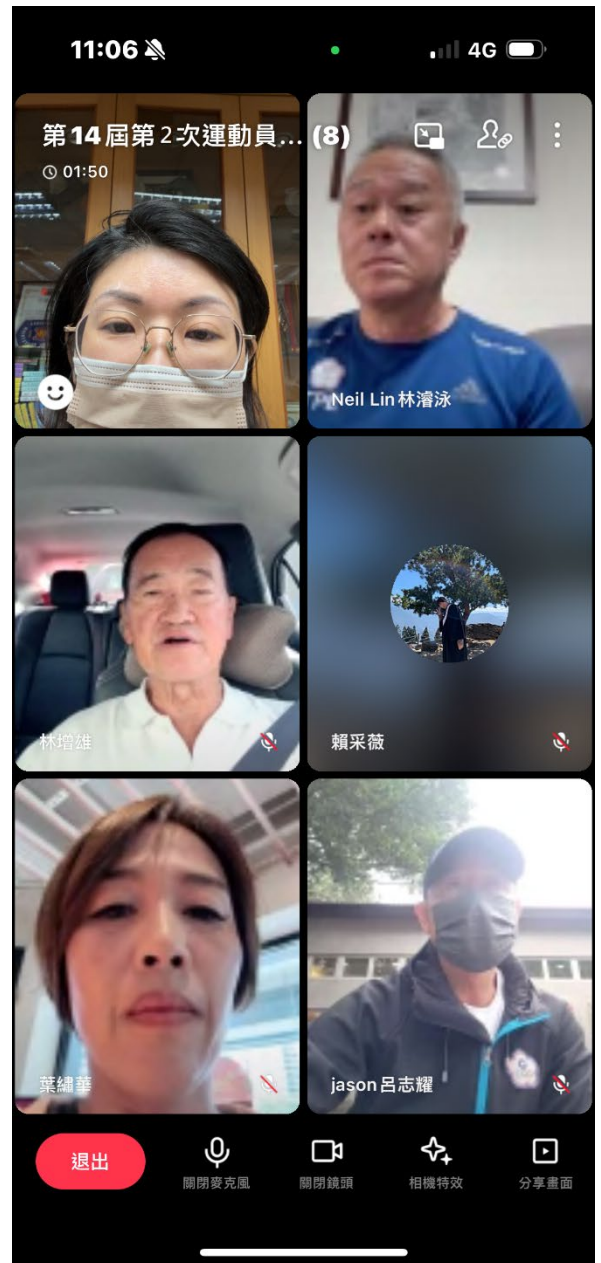 11:06
4G
第14屆第2次運動員... (8)
01:50
Neil Lin 林濬泳
林增雄
賴采薇
葉繡華
jason 呂志耀
退出
關閉麥克風
關閉鏡頭
相機特效
分享畫面